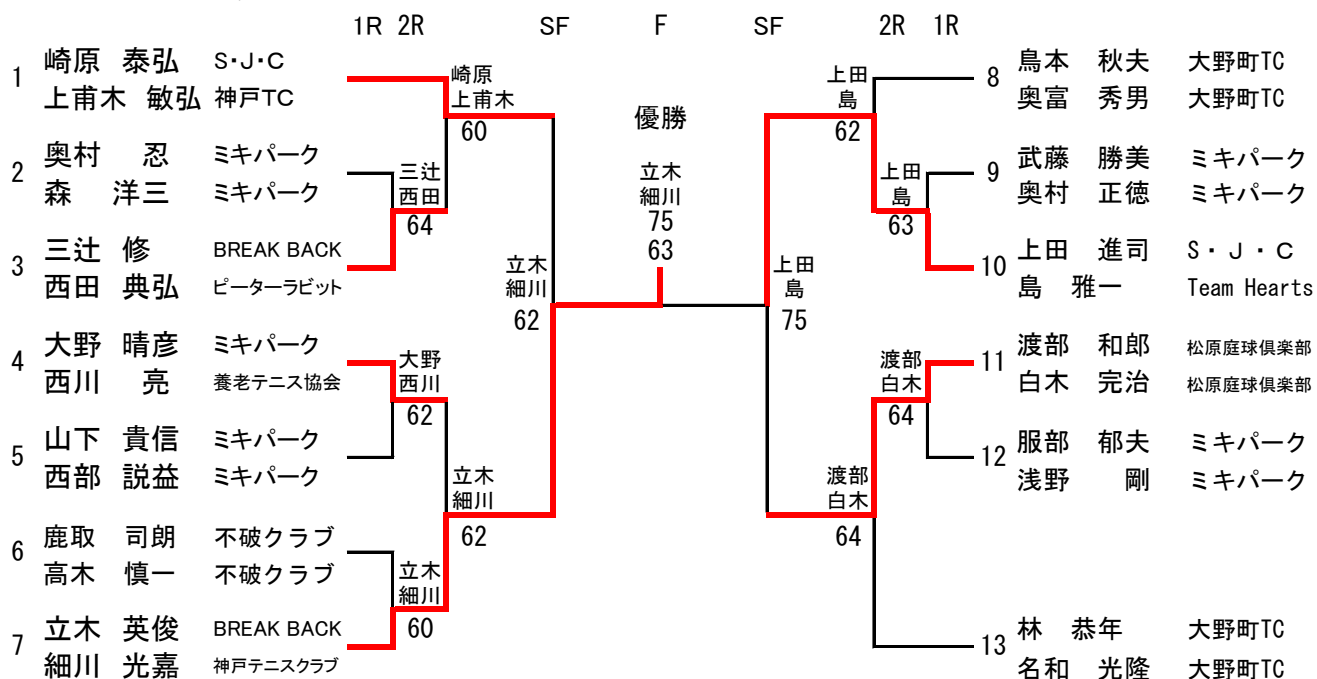 1R 2R SF F SF 2R 1R
1 崎原 泰弘 S・J・C
上甫木 敏弘 神戸TC
2 奥村 忍 ミキパーク
森 洋三 ミキパーク
3 三辻 修 BREAK BACK
西田 典弘 ピーターラビット
4 大野 晴彦 ミキパーク
西川 亮 養老テニス協会
5 山下 貴信 ミキパーク
西部 説益 ミキパーク
6 鹿取 司朗 不破クラブ
高木 慎一 不破クラブ
7 立木 英俊 BREAK BACK
細川 光嘉 神戸テニスクラブ
三辻
西田
64
大野
西川
62
立木
細川
60
崎原
上甫木
60
立木
細川
62
立木
細川
62
優勝
立木
細川
75
63
上田
島
75
上田
島
62
渡部
白木
64
上田
島
63
渡部
白木
64
8 鳥本 秋夫 大野町TC
奥富 秀男 大野町TC
9 武藤 勝美 ミキパーク
奥村 正徳 ミキパーク
10 上田 進司 S・J・C
島 雅一 Team Hearts
11 渡部 和郎 松原庭球倶楽部
白木 完治 松原庭球倶楽部
12 服部 郁夫 ミキパーク
浅野 剛 ミキパーク
13 林 恭年 大野町TC
名和 光隆 大野町TC